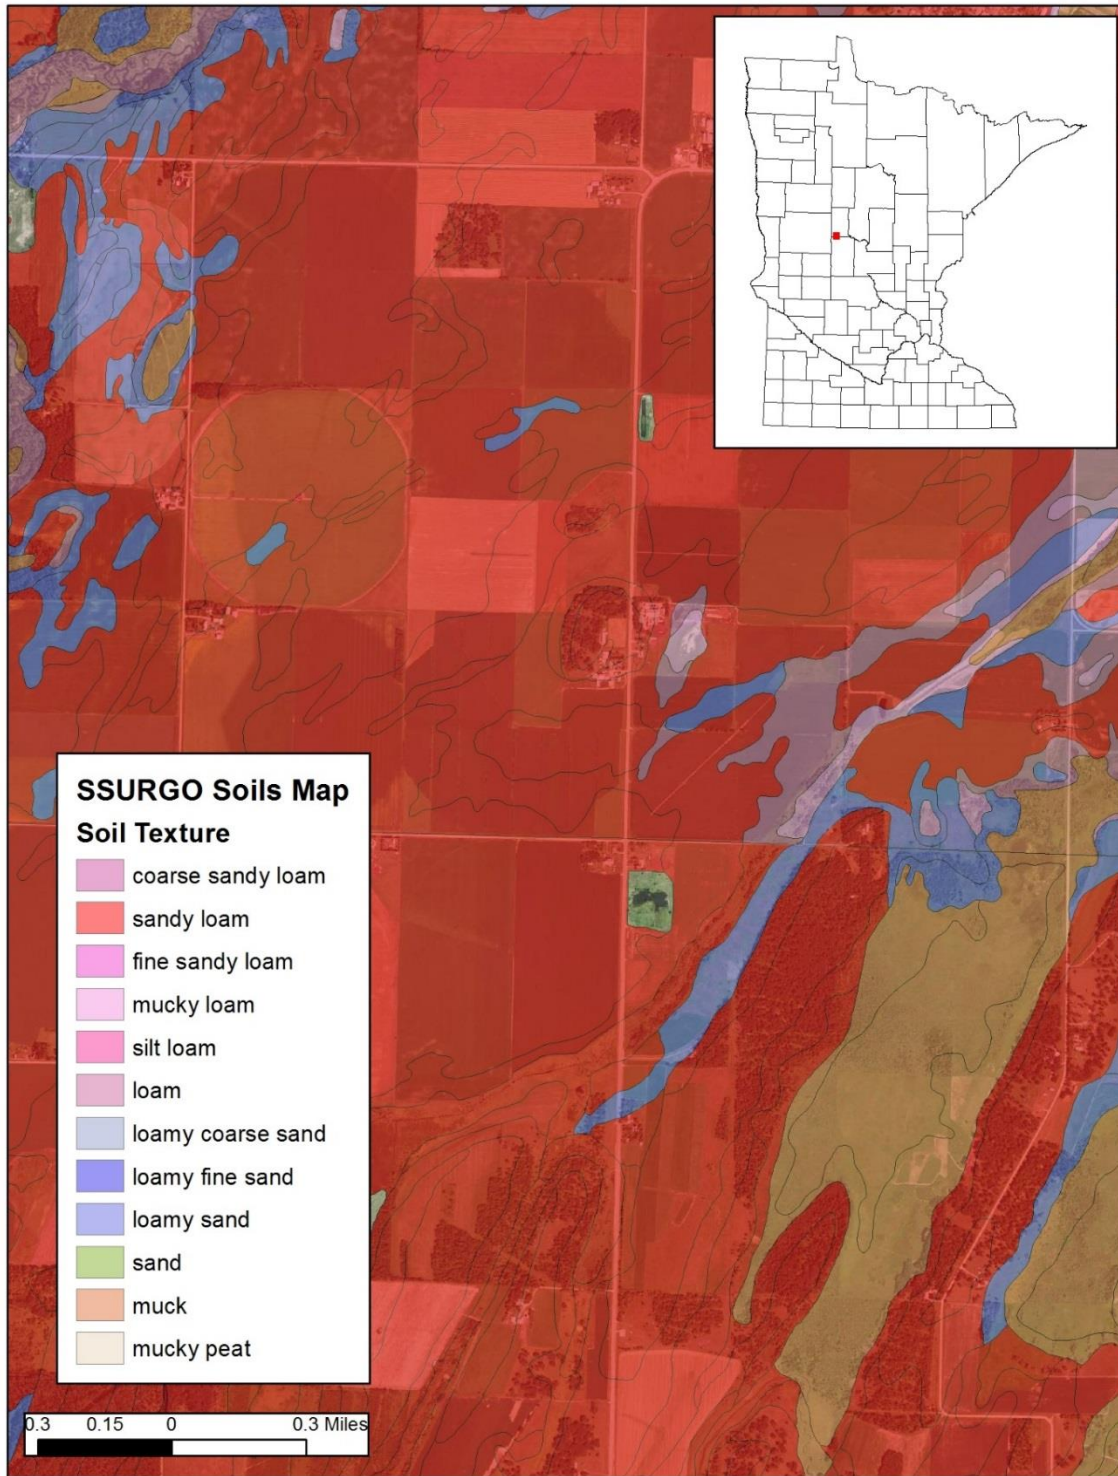 SSURGO Soils Map
Soil Texture
coarse sandy loam
sandy loam
fine sandy loam
mucky loam
silt loam
loam
loamy coarse sand
loamy fine sand
loamy sand
sand
muck
mucky peat
0.3 0.15 0 0.3 Miles